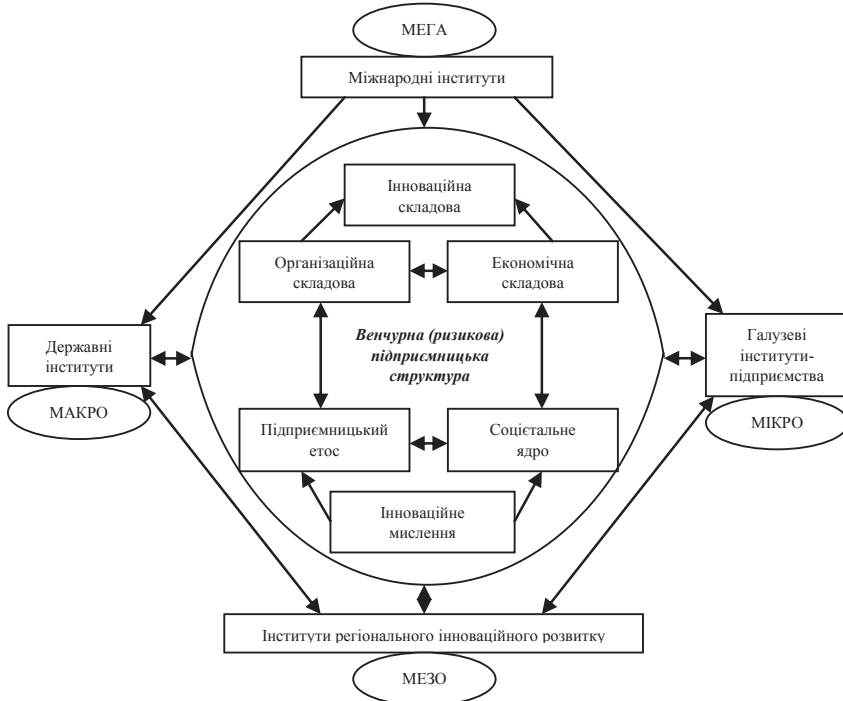 МЕГА
Міжнародні інститути
Інноваційна
складова
Організаційна
складова
Економічна
складова
Венчурна (ризикова)
підприємницька
структура
Державні
інститути
МАКРО
Галузеві
інститути-
підприємства
МІКРО
Підприємницький
етос
Соцієтальне
ядро
Інноваційне
мислення
Інститути регіонального інноваційного розвитку
МЕЗО